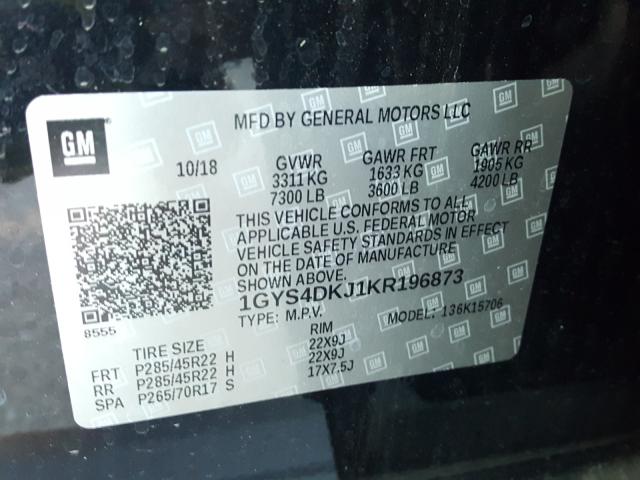 GM
MFD BY GENERAL MOTORS LLC
10/18
GVWR GAWR FRT GAWR RR
3311 KG 1633 KG 1905 KG
7300 LB 3600 LB 4200 LB
THIS VEHICLE CONFORMS TO ALL
APPLICABLE U.S. FEDERAL MOTOR
VEHICLE SAFETY STANDARDS IN EFFECT
ON THE DATE OF MANUFACTURE
SHOWN ABOVE.
1GYS4DKJ1KR196873
TYPE: M.P.V. MODEL: 136K15706
8555
TIRE SIZE RIM
FRT P285/45R22 H 22X9J
RR P285/45R22 H 22X9J
SPA P265/70R17 S 17X7.5J